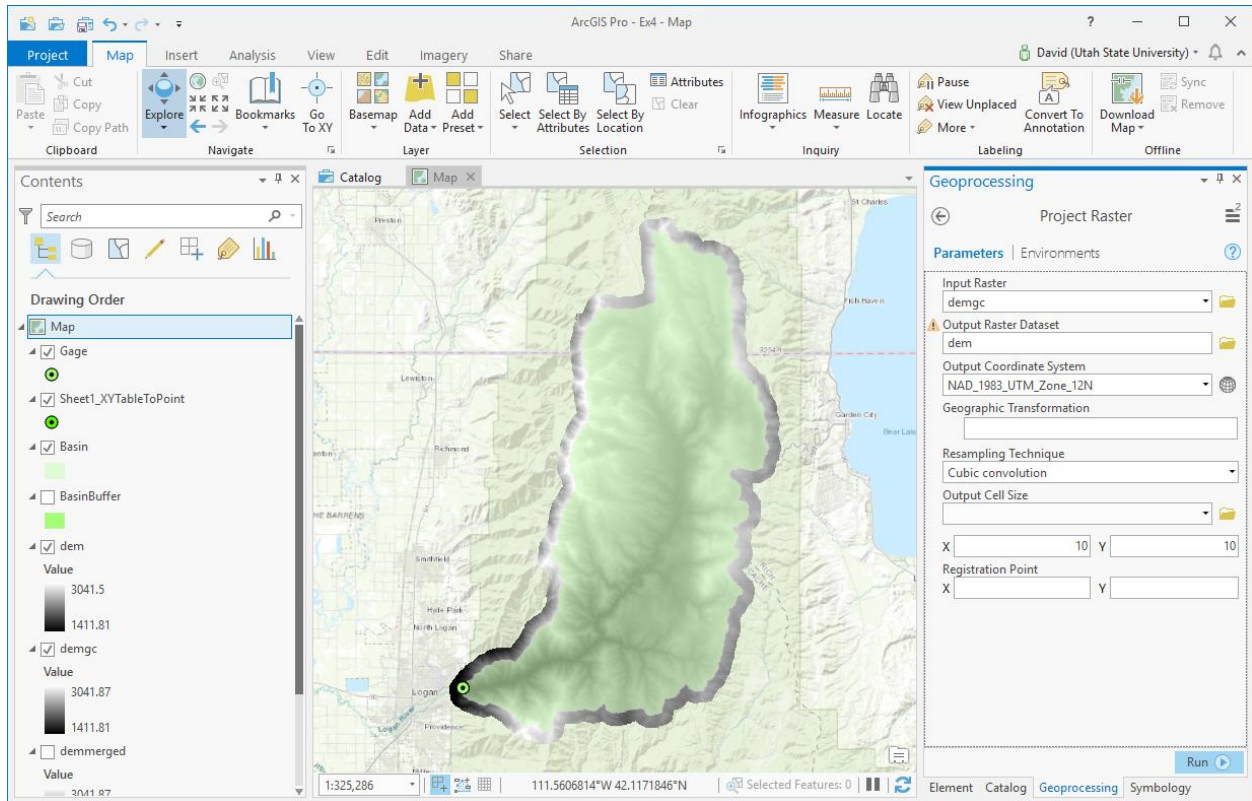 ArcGIS Pro - Ex4 - Map
?
Project Map Insert Analysis View Edit Imagery Share
David (Utah State University)
Paste
Cut
Copy
Copy Path
Clipboard
Explore
Bookmarks
Go To XY
Navigate
Basemap
Add Data
Add Preset
Layer
Select
Select By Attributes
Select By Location
Attributes
Clear
Selection
Infographics
Measure
Locate
Inquiry
Pause
View Unplaced
More
Convert To Annotation
Labeling
Download Map
Sync
Remove
Offline
Contents
Search
Drawing Order
Map
Gage
Sheet1_XYTableToPoint
Basin
BasinBuffer
dem
Value
3041.5
1411.81
demgc
Value
3041.87
1411.81
demmerged
Value
3041.87
Catalog
Map
St Charles
Preston
Fish Haven
Lewiston
Garden City
Bear Lake
Richmond
THE BARRENS
Smithfield
RICH
CACHE
Hyde Park
North Logan
Logan
Logan River
Providence
1:325,286
111.5606814°W 42.1171846°N
Selected Features: 0
Geoprocessing
Project Raster
2
Parameters | Environments
?
Input Raster
demgc
Output Raster Dataset
dem
Output Coordinate System
NAD_1983_UTM_Zone_12N
Geographic Transformation
Resampling Technique
Cubic convolution
Output Cell Size
X 10 Y 10
Registration Point
X Y
Run
Element Catalog Geoprocessing Symbology